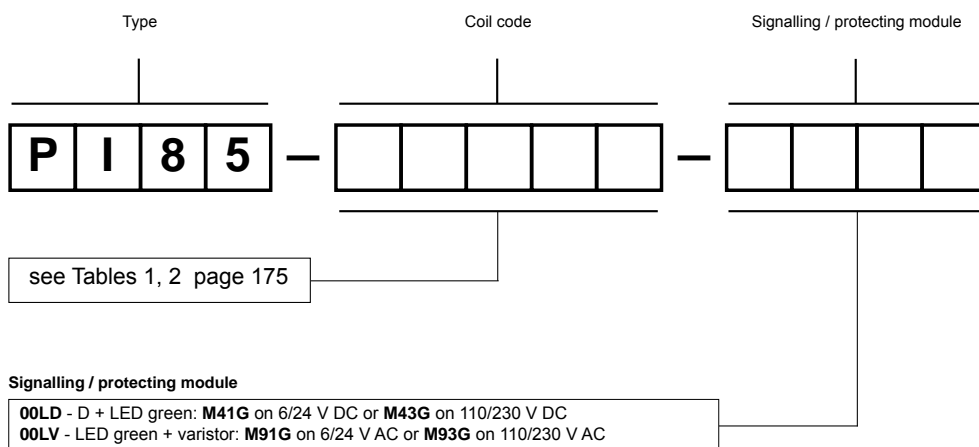 Type Coil code Signalling / protecting module
P I 8 5 – –
see Tables 1, 2 page 175
Signalling / protecting module
00LD - D + LED green: M41G on 6/24 V DC or M43G on 110/230 V DC
00LV - LED green + varistor: M91G on 6/24 V AC or M93G on 110/230 V AC